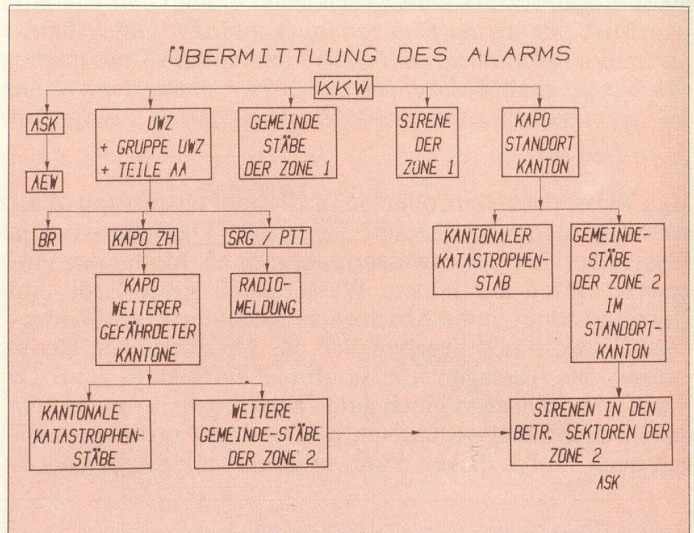 ÜBERMITTLUNG DES ALARMS
KKW
ASK
AEW
UWZ
+ GRUPPE UWZ
+ TEILE AA
GEMEINDE
STÄBE
DER ZONE 1
SIRENE
DER
ZUNE 1
KAPO
STANDORT
KANTON
BR
KAPO ZH
SRG / PTT
KANTONALER
KATASTROPHEN-
STAB
GEMEINDE-
STÄBE
DER ZONE 2
IM
STANDORT-
KANTON
KAPO
WEITERER
GEFÄHRDETER
KANTONE
RADIO-
MELDUNG
KANTONALE
KATASTROPHEN-
STÄBE
WEITERE
GEMEINDE-STÄBE
DER ZONE 2
SIRENEN IN DEN
BETR. SEKTOREN DER
ZONE 2
ASK